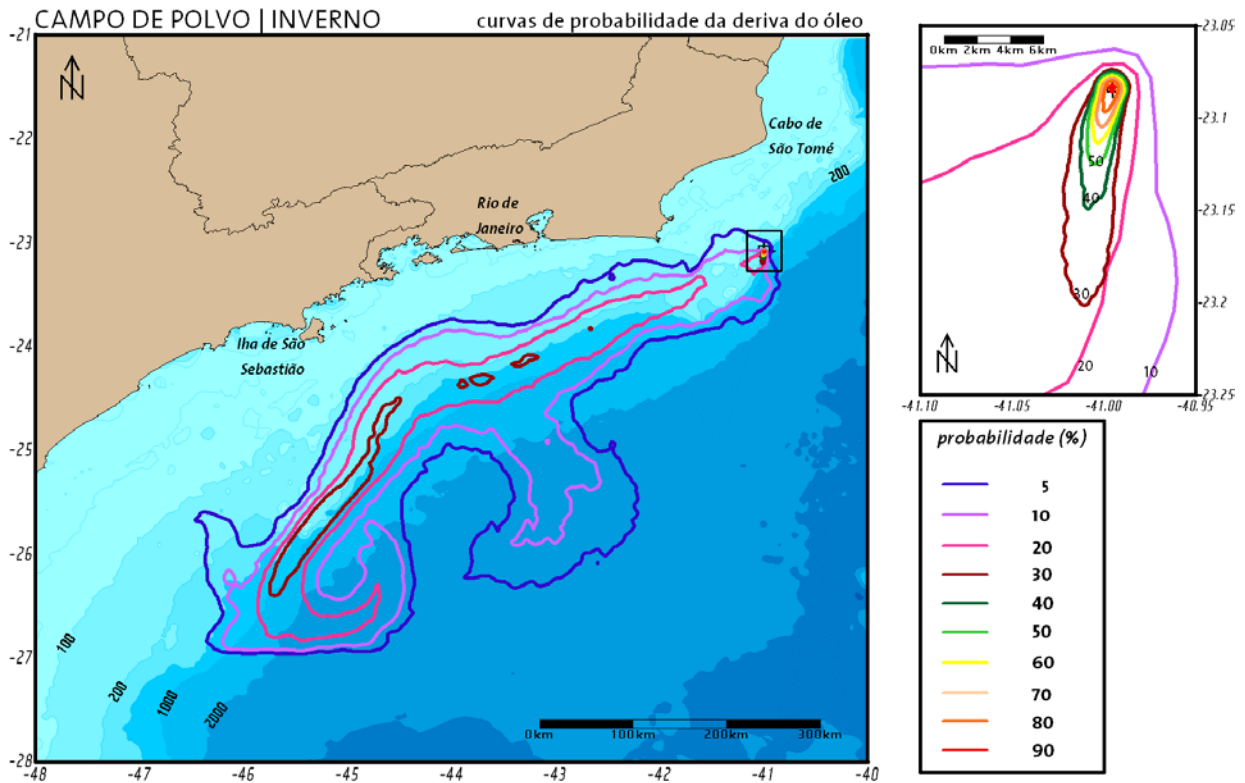 CAMPO DE POLVO | INVERNO
curvas de probabilidade da deriva do óleo
-21
-22
-23
-24
-25
-26
-27
-28
-48
-47
-46
-45
-44
-43
-42
-41
-40
N
Cabo de
São Tomé
200
Rio de
Janeiro
Ilha de São
Sebastião
100
200
1000
2000
0km
100km
200km
300km
0km 2km 4km 6km
-23.05
-23.1
-23.15
-23.2
-23.25
50
40
30
20
10
N
-41.10
-41.05
-41.00
-40.95
probabilidade (%)
5
10
20
30
40
50
60
70
80
90